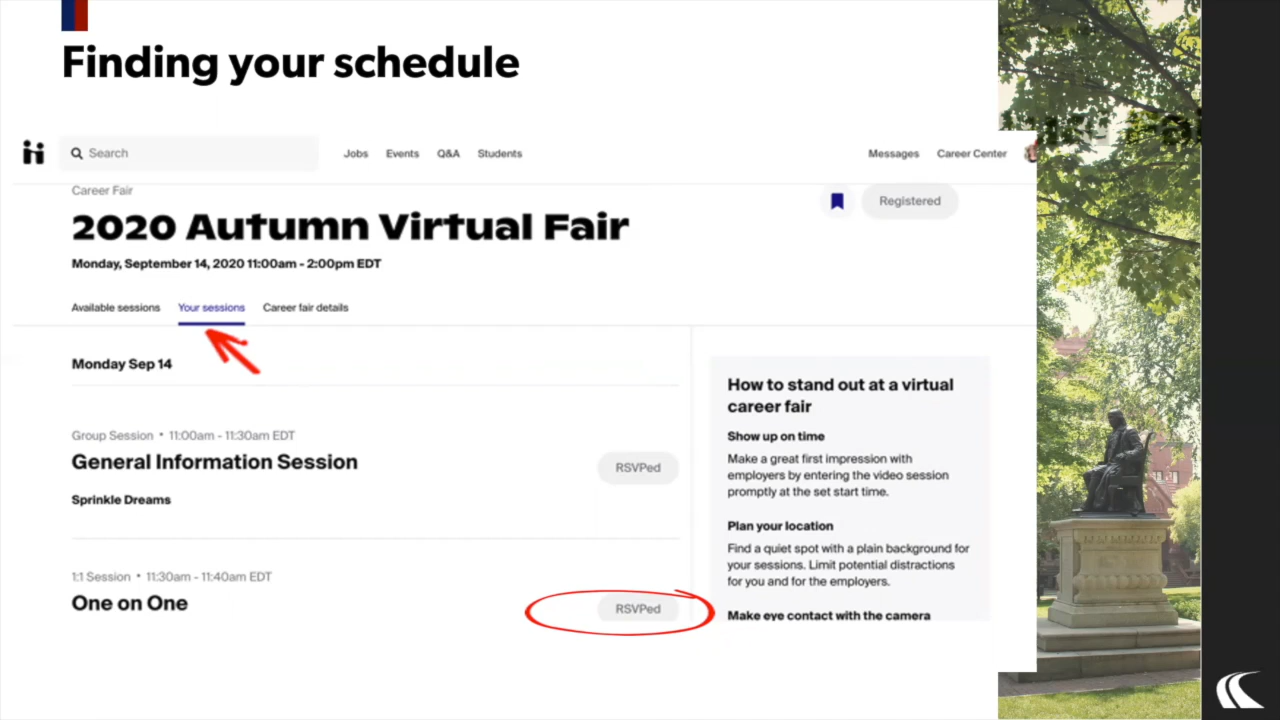 Finding your schedule
Search
Jobs Events Q&A Students
Messages Career Center
Career Fair
2020 Autumn Virtual Fair
Registered
Monday, September 14, 2020 11:00am - 2:00pm EDT
Available sessions Your sessions Career fair details
Monday Sep 14
Group Session • 11:00am - 11:30am EDT
General Information Session
RSVPed
Sprinkle Dreams
1:1 Session • 11:30am - 11:40am EDT
One on One
RSVPed
How to stand out at a virtual
career fair
Show up on time
Make a great first impression with
employers by entering the video session
promptly at the set start time.
Plan your location
Find a quiet spot with a plain background for
your sessions. Limit potential distractions
for you and for the employers.
Make eye contact with the camera